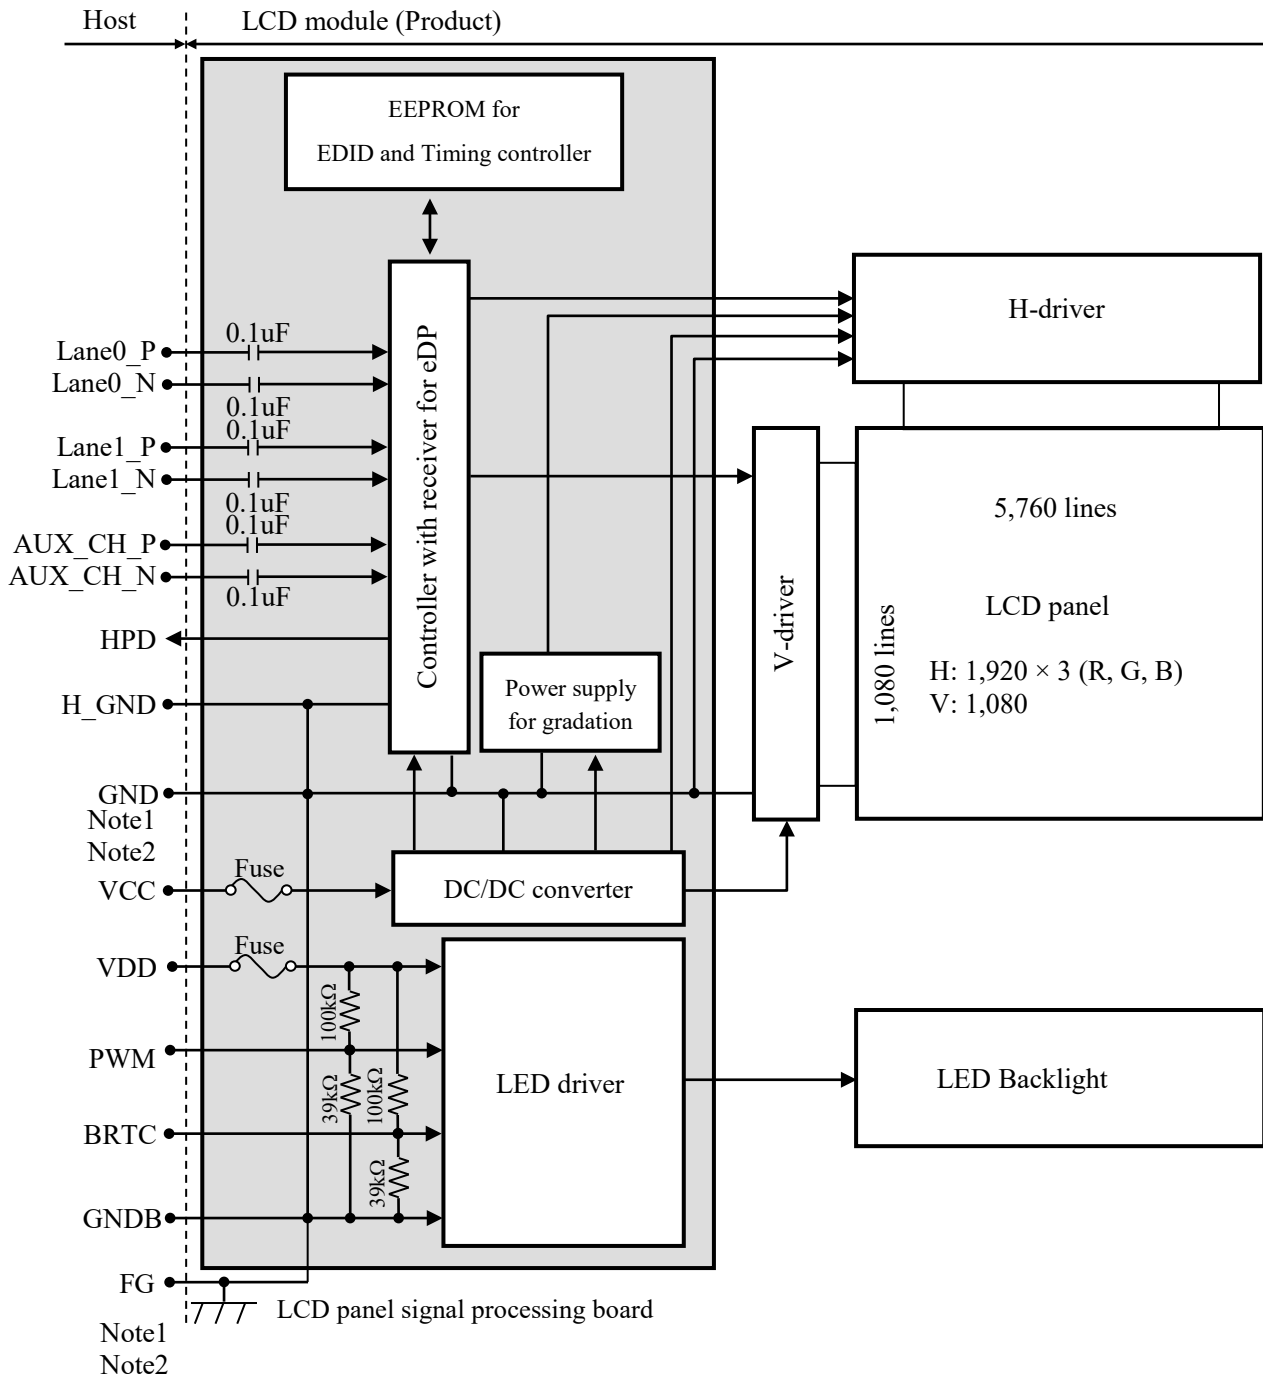 Host
LCD module (Product)
EEPROM for
EDID and Timing controller
H-driver
0.1uF
Lane0_P
Lane0_N
0.1uF
0.1uF
Lane1_P
Lane1_N
0.1uF
0.1uF
AUX_CH_P
AUX_CH_N
0.1uF
HPD
H_GND
Controller with receiver for eDP
Power supply
for gradation
V-driver
5,760 lines
1,080 lines
LCD panel
H: 1,920 × 3 (R, G, B)
V: 1,080
GND
Note1
Note2
VCC
Fuse
DC/DC converter
VDD
Fuse
100kΩ
PWM
39kΩ
100kΩ
LED driver
LED Backlight
BRTC
39kΩ
GNDB
FG
LCD panel signal processing board
Note1
Note2